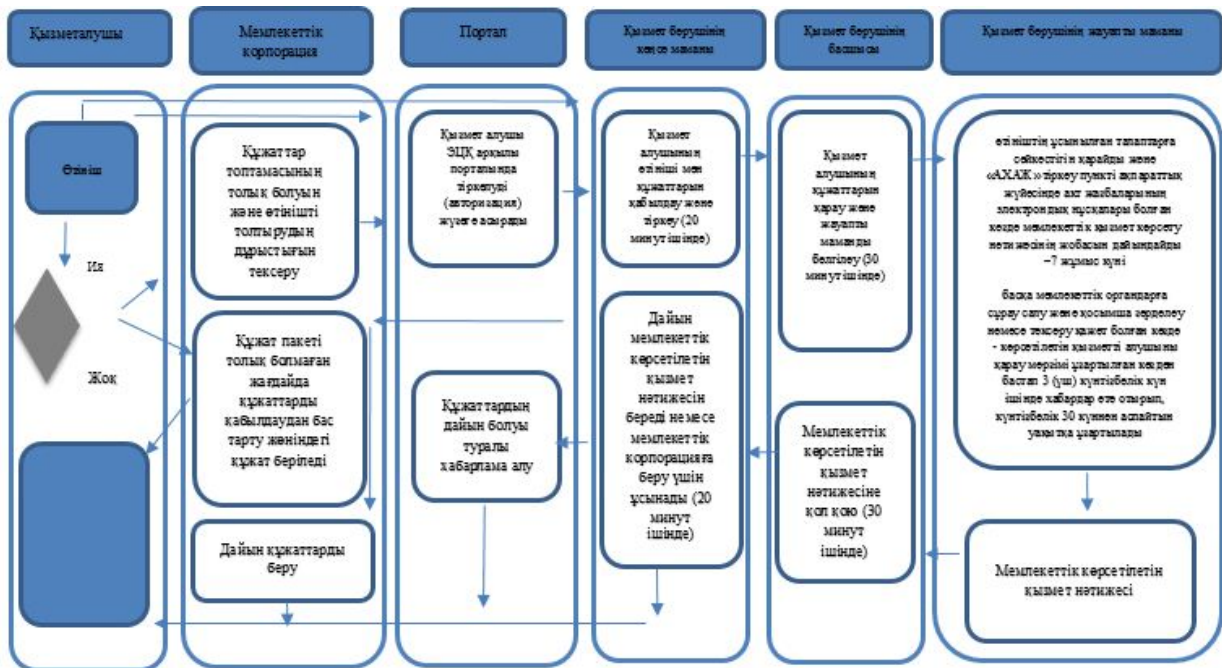 Қызметалушы
Мемлекеттік
корпорация
Портал
Қызмет берушінің
кеңсе маманы
Қызмет берушінің
басшысы
Қызмет берушінің жауапты маманы
Өтініш
Ия
Жоқ
Құжаттар
топтамасының
толық болуын
және өтінішті
толтырудың
дұрыстығын
тексеру
Құжат пакеті
толық болмаған
жағдайда
құжаттарды
қабылдаудан бас
тарту жөніндегі
құжат беріледі
Дайын құжаттарды
беру
Қызмет алушы
ЭЦҚ арқылы
порталында
тіркелуді
(авторизация)
жүзеге асырады
Құжаттардың
дайын болуы
туралы
хабарлама алу
Қызмет
алушының
өтініші мен
құжаттарын
қабылдау және
тіркеу (20
минут ішінде)
Дайын
мемлекеттік
көрсетілетін
қызмет
нәтижесін
береді немесе
мемлекеттік
корпорацияға
беру үшін
ұсынады (20
минут
ішінде)
Қызмет
алушының
құжаттарын
қарау және
жауапты
маманды
белгілеу (30
минут ішінде)
Мемлекеттік
көрсетілетін
қызмет
нәтижесіне
қол қою (30
минут
ішінде)
өтініштің ұсынылған талаптарға
сәйкестігін қарайды және
«АХАЖ» тіркеу пункті ақпараттық
жүйесінде акт жазбаларының
электрондық нұсқалары болған
кезде мемлекеттік қызмет көрсету
нәтижесінің жобасын дайындайды
–7 жұмыс күні
басқа мемлекеттік органдарға
сұрау салу және қосымша зерделеу
немесе тексеру қажет болған кезде
- көрсетілетін қызметті алушыны
қарау мерзімі ұзартылған кезден
бастап 3 (үш) күнтізбелік күн
ішінде хабардар ете отырып,
күнтізбелік 30 күннен аспайтын
уақытқа ұзартылады
Мемлекеттік көрсетілетін
қызмет нәтижесі